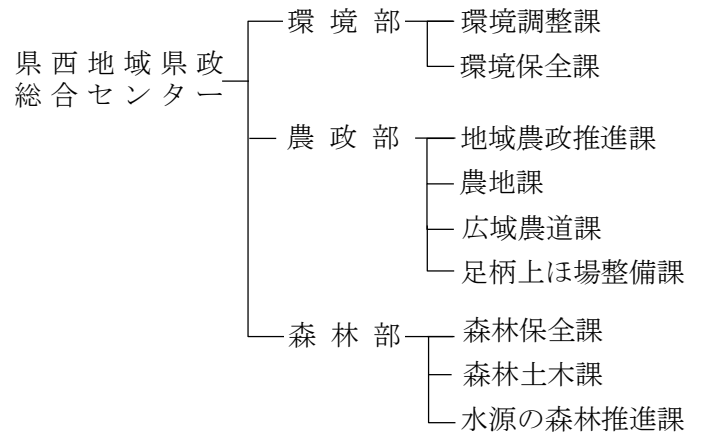 県西地域県政
総合センター
環境部
環境調整課
環境保全課
農政部
地域農政推進課
農地課
広域農道課
足柄上ほ場整備課
森林部
森林保全課
森林土木課
水源の森林推進課